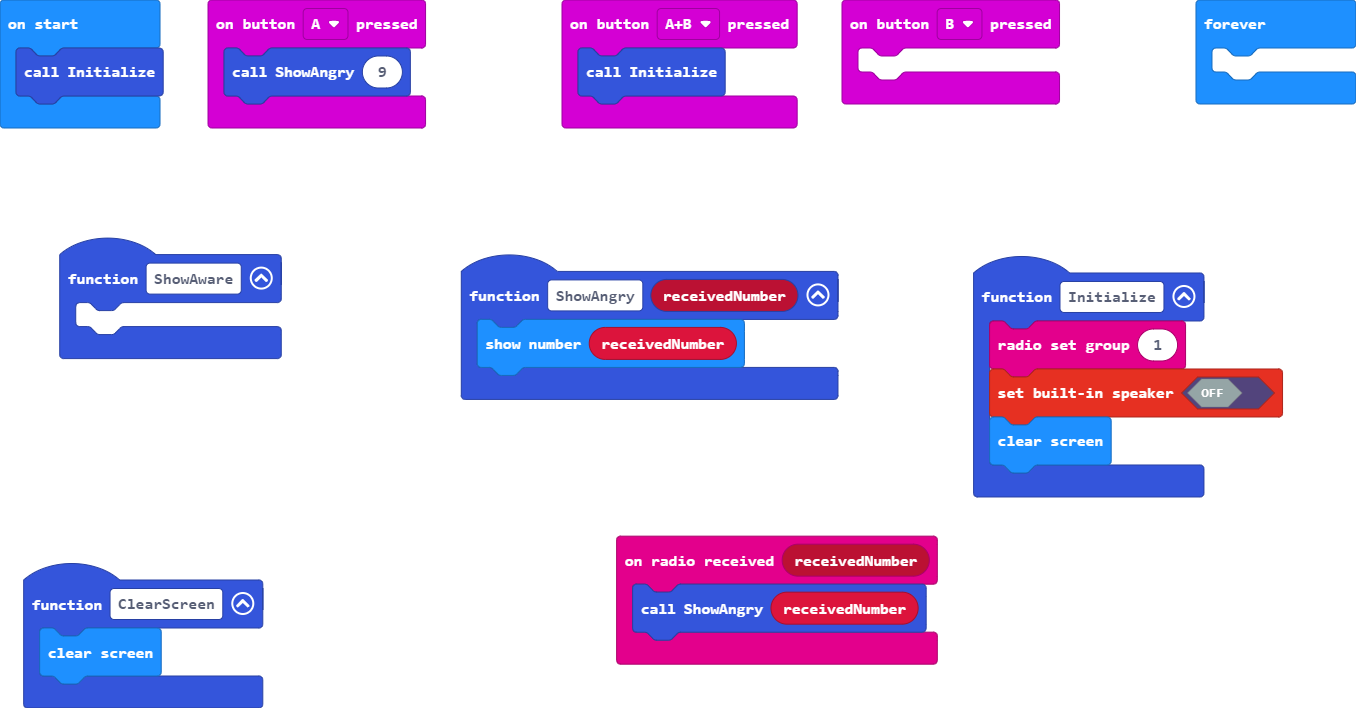 on start
call Initialize
on button A pressed
call ShowAngry 9
on button A+B pressed
call Initialize
on button B pressed
forever
function ShowAware
function ShowAngry receivedNumber
show number receivedNumber
function Initialize
radio set group 1
set built-in speaker OFF
clear screen
function ClearScreen
clear screen
on radio received receivedNumber
call ShowAngry receivedNumber